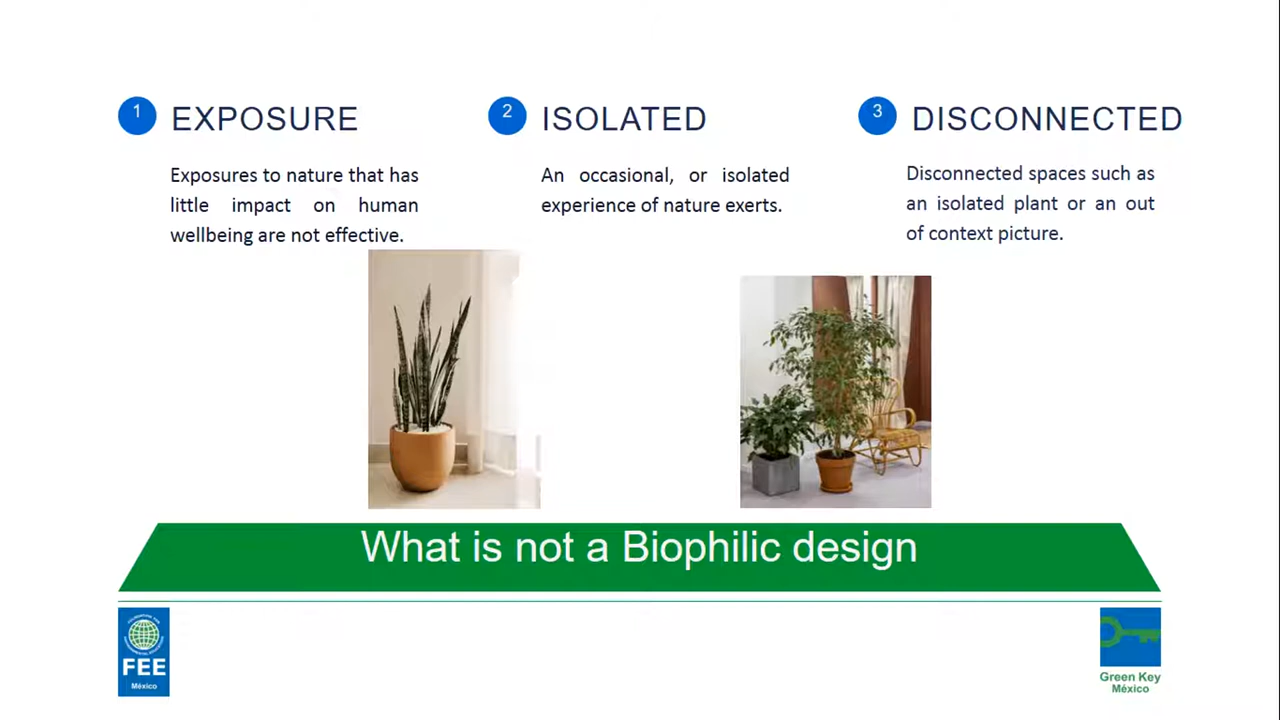 1 EXPOSURE
Exposures to nature that has
little impact on human
wellbeing are not effective.
2 ISOLATED
An occasional, or isolated
experience of nature exerts.
3 DISCONNECTED
Disconnected spaces such as
an isolated plant or an out
of context picture.
What is not a Biophilic design
FEE
México
Green Key
México